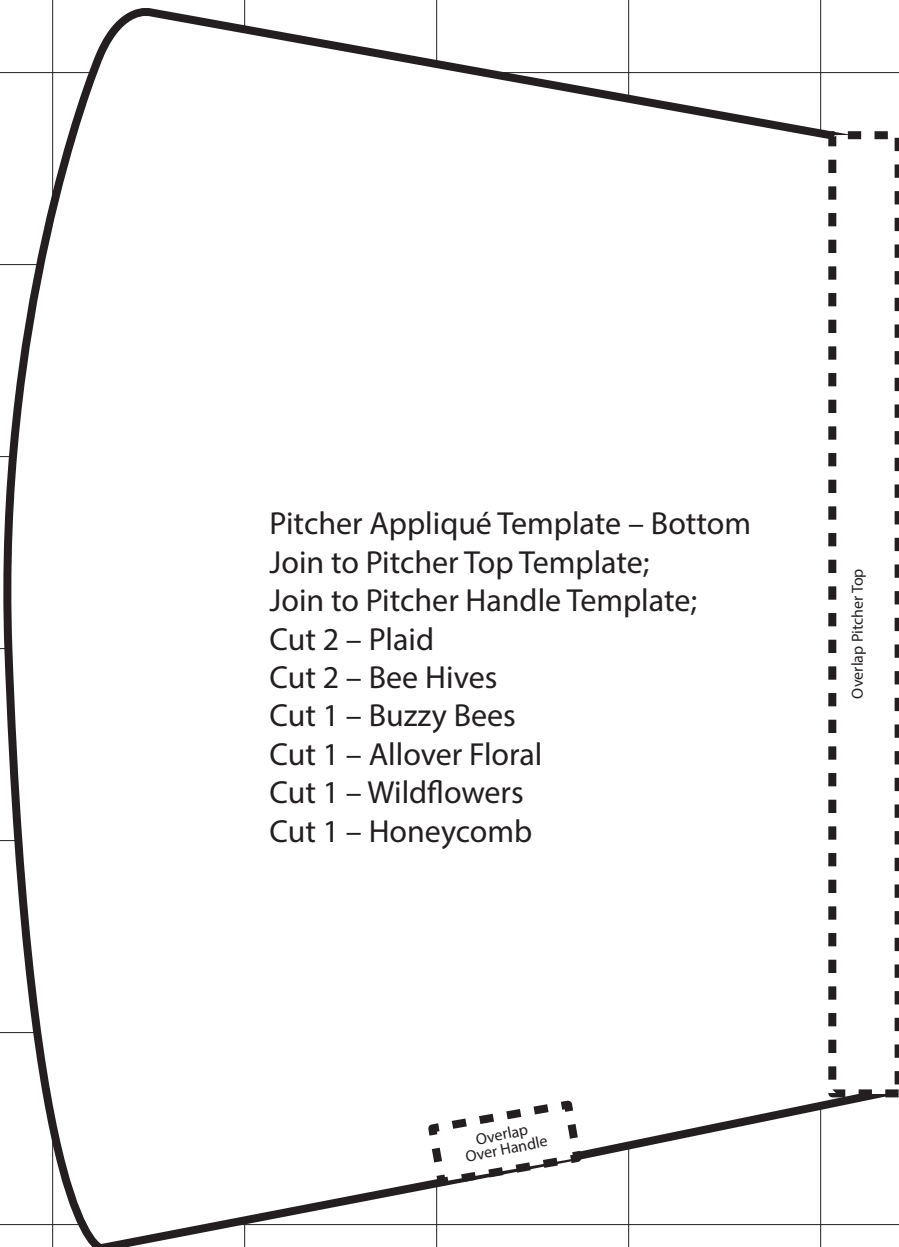 Pitcher Appliqué Template – Bottom
Join to Pitcher Top Template;
Join to Pitcher Handle Template;
Cut 2 – Plaid
Cut 2 – Bee Hives
Cut 1 – Buzzy Bees
Cut 1 – Allover Floral
Cut 1 – Wildflowers
Cut 1 – Honeycomb
Overlap Pitcher Top
Overlap
Over Handle